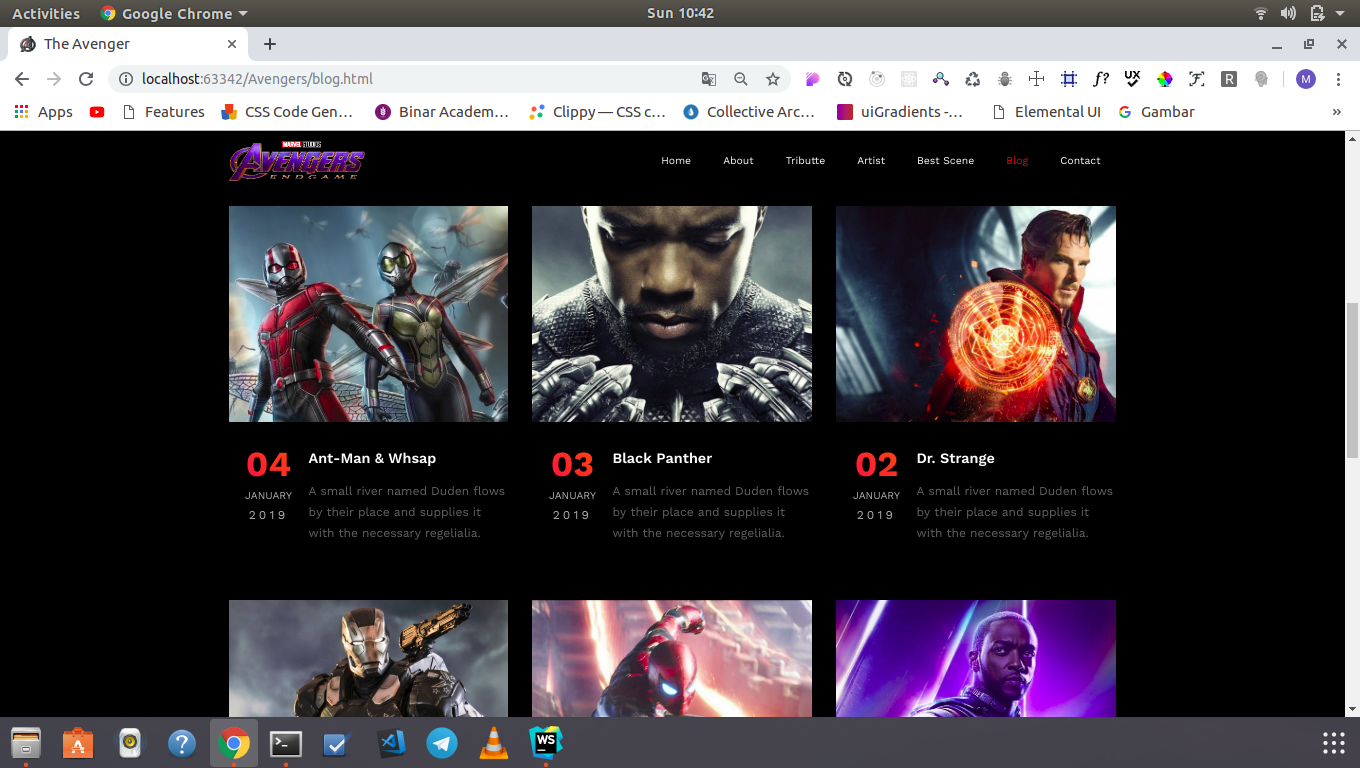 Activities Google Chrome Sun 10:42
The Avenger
localhost:63342/Avengers/blog.html f? UX R M
Apps Features CSS Code Gen… Binar Academ… Clippy — CSS c… Collective Arc… uiGradients -… Elemental UI Gambar »
MARVEL STUDIOS
AVENGERS
ENDGAME
Home About Tributte Artist Best Scene Blog Contact
04
JANUARY
2019
Ant-Man & Whsap
A small river named Duden flows
by their place and supplies it
with the necessary regelialia.
03
JANUARY
2019
Black Panther
A small river named Duden flows
by their place and supplies it
with the necessary regelialia.
02
JANUARY
2019
Dr. Strange
A small river named Duden flows
by their place and supplies it
with the necessary regelialia.
WS